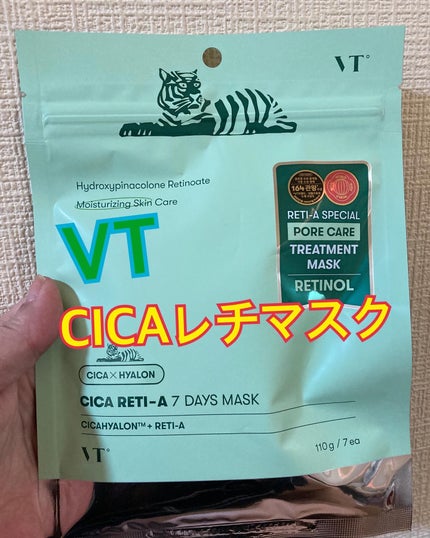 VT°
Hydroxypinacolone Retinoate
Moisturizing Skin Care
RETI-A SPECIAL
PORE CARE
TREATMENT
MASK
RETINOL
VT
CICAレチマスク
CICA×HYALON
CICA RETI-A 7 DAYS MASK
CICAHYALON™+ RETI-A
110g / 7ea
VT°